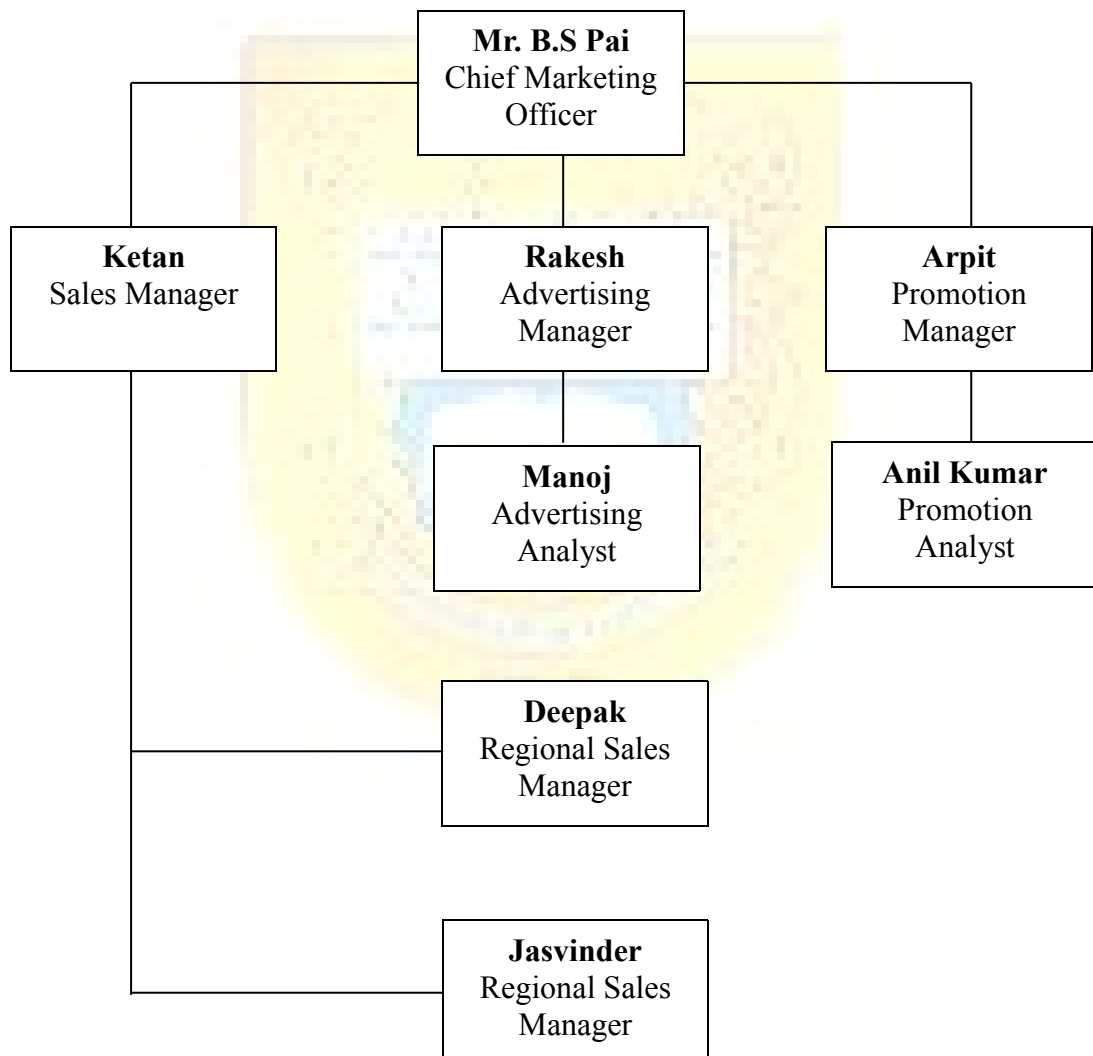 Mr. B.S Pai
Chief Marketing
Officer
Ketan
Sales Manager
Rakesh
Advertising
Manager
Arpit
Promotion
Manager
Manoj
Advertising
Analyst
Anil Kumar
Promotion
Analyst
Deepak
Regional Sales
Manager
Jasvinder
Regional Sales
Manager